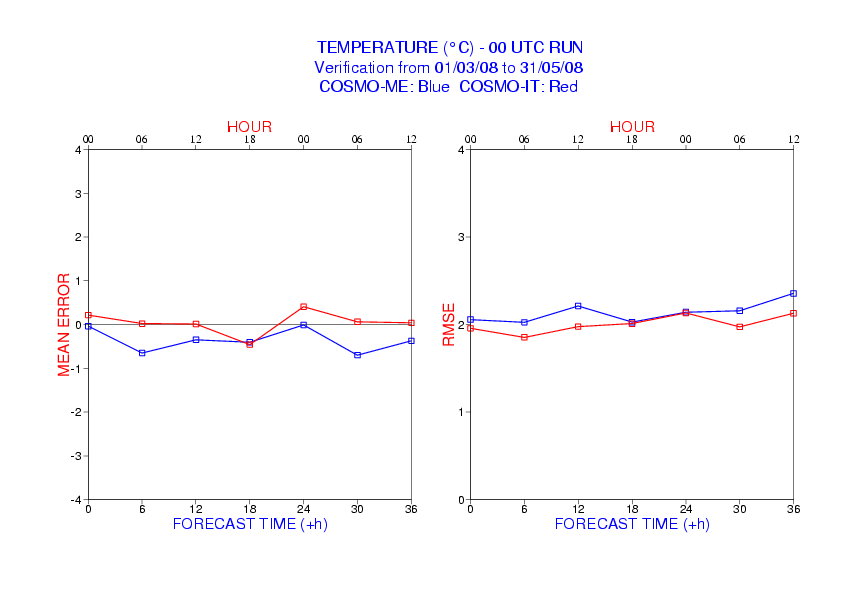 TEMPERATURE (°C) - 00 UTC RUN
Verification from 01/03/08 to 31/05/08
COSMO-ME: Blue  COSMO-IT: Red
HOUR
00 06 12 18 00 06 12
4
3
2
1
0
-1
-2
-3
-4
MEAN ERROR
0 6 12 18 24 30 36
FORECAST TIME (+h)
HOUR
00 06 12 18 00 06 12
4
3
2
1
0
RMSE
0 6 12 18 24 30 36
FORECAST TIME (+h)